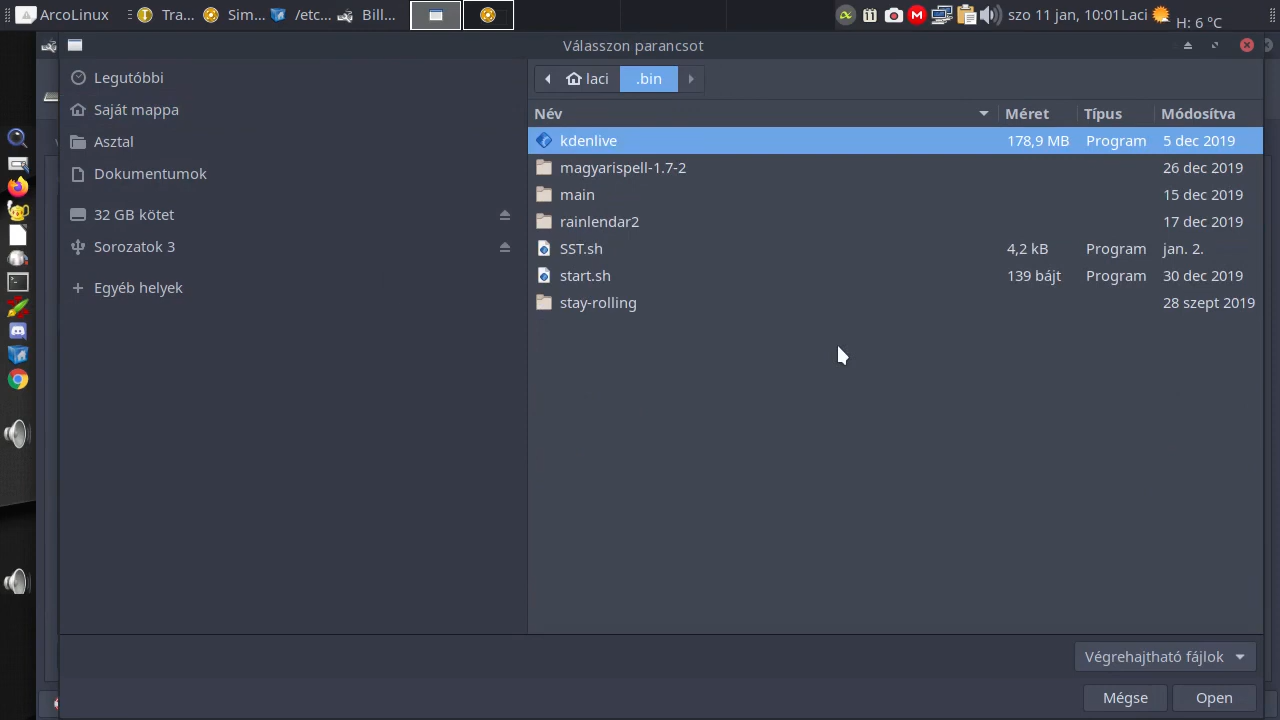 ArcoLinux Tra... Sim... /etc... Bill... szo 11 jan, 10:01 Laci H: 6 °C
Válasszon parancsot
Legutóbbi
Saját mappa
Asztal
Dokumentumok
32 GB kötet
Sorozatok 3
Egyéb helyek
laci .bin
Név Méret Típus Módosítva
kdenlive 178,9 MB Program 5 dec 2019
magyarispell-1.7-2 26 dec 2019
main 15 dec 2019
rainlendar2 17 dec 2019
SST.sh 4,2 kB Program jan. 2.
start.sh 139 bájt Program 30 dec 2019
stay-rolling 28 szept 2019
Végrehajtható fájlok
Mégse Open